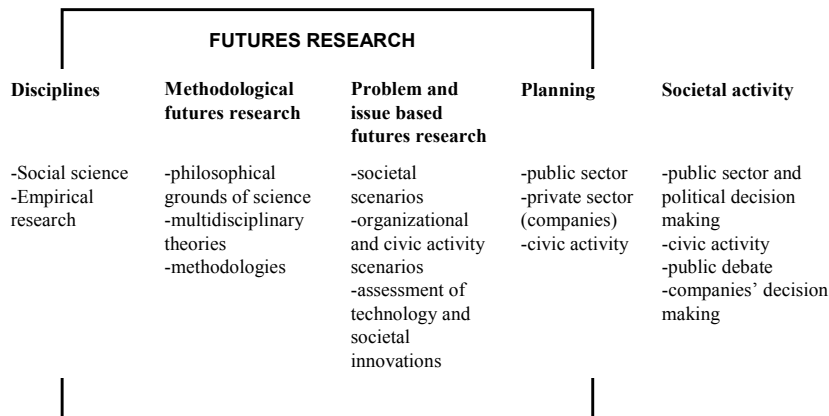 FUTURES RESEARCH
Disciplines
-Social science
-Empirical
research
Methodological
futures research
-philosophical
grounds of science
-multidisciplinary
theories
-methodologies
Problem and
issue based
futures research
-societal
scenarios
-organizational
and civic activity
scenarios
-assessment of
technology and
societal
innovations
Planning
-public sector
-private sector
(companies)
-civic activity
Societal activity
-public sector and
political decision
making
-civic activity
-public debate
-companies’ decision
making